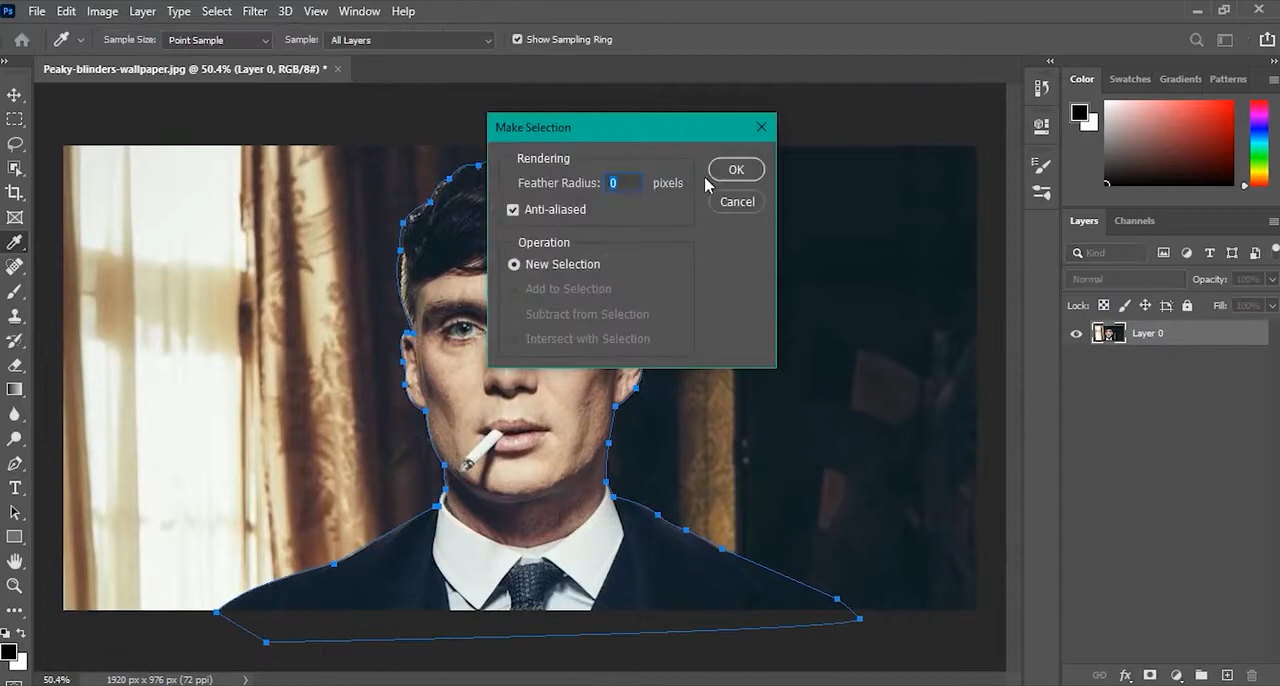 Ps File Edit Image Layer Type Select Filter 3D View Window Help
Sample Size: Point Sample Sample: All Layers Show Sampling Ring
Peaky-blinders-wallpaper.jpg @ 50.4% (Layer 0, RGB/8#) * ×
Color Swatches Gradients Patterns
Make Selection
Rendering
Feather Radius: 0 pixels
Anti-aliased
OK
Cancel
Operation
New Selection
Add to Selection
Subtract from Selection
Intersect with Selection
Layers Channels
Kind
Normal Opacity: 100%
Lock: Fill: 100%
Layer 0
50.4% 1920 px x 976 px (72 ppi)